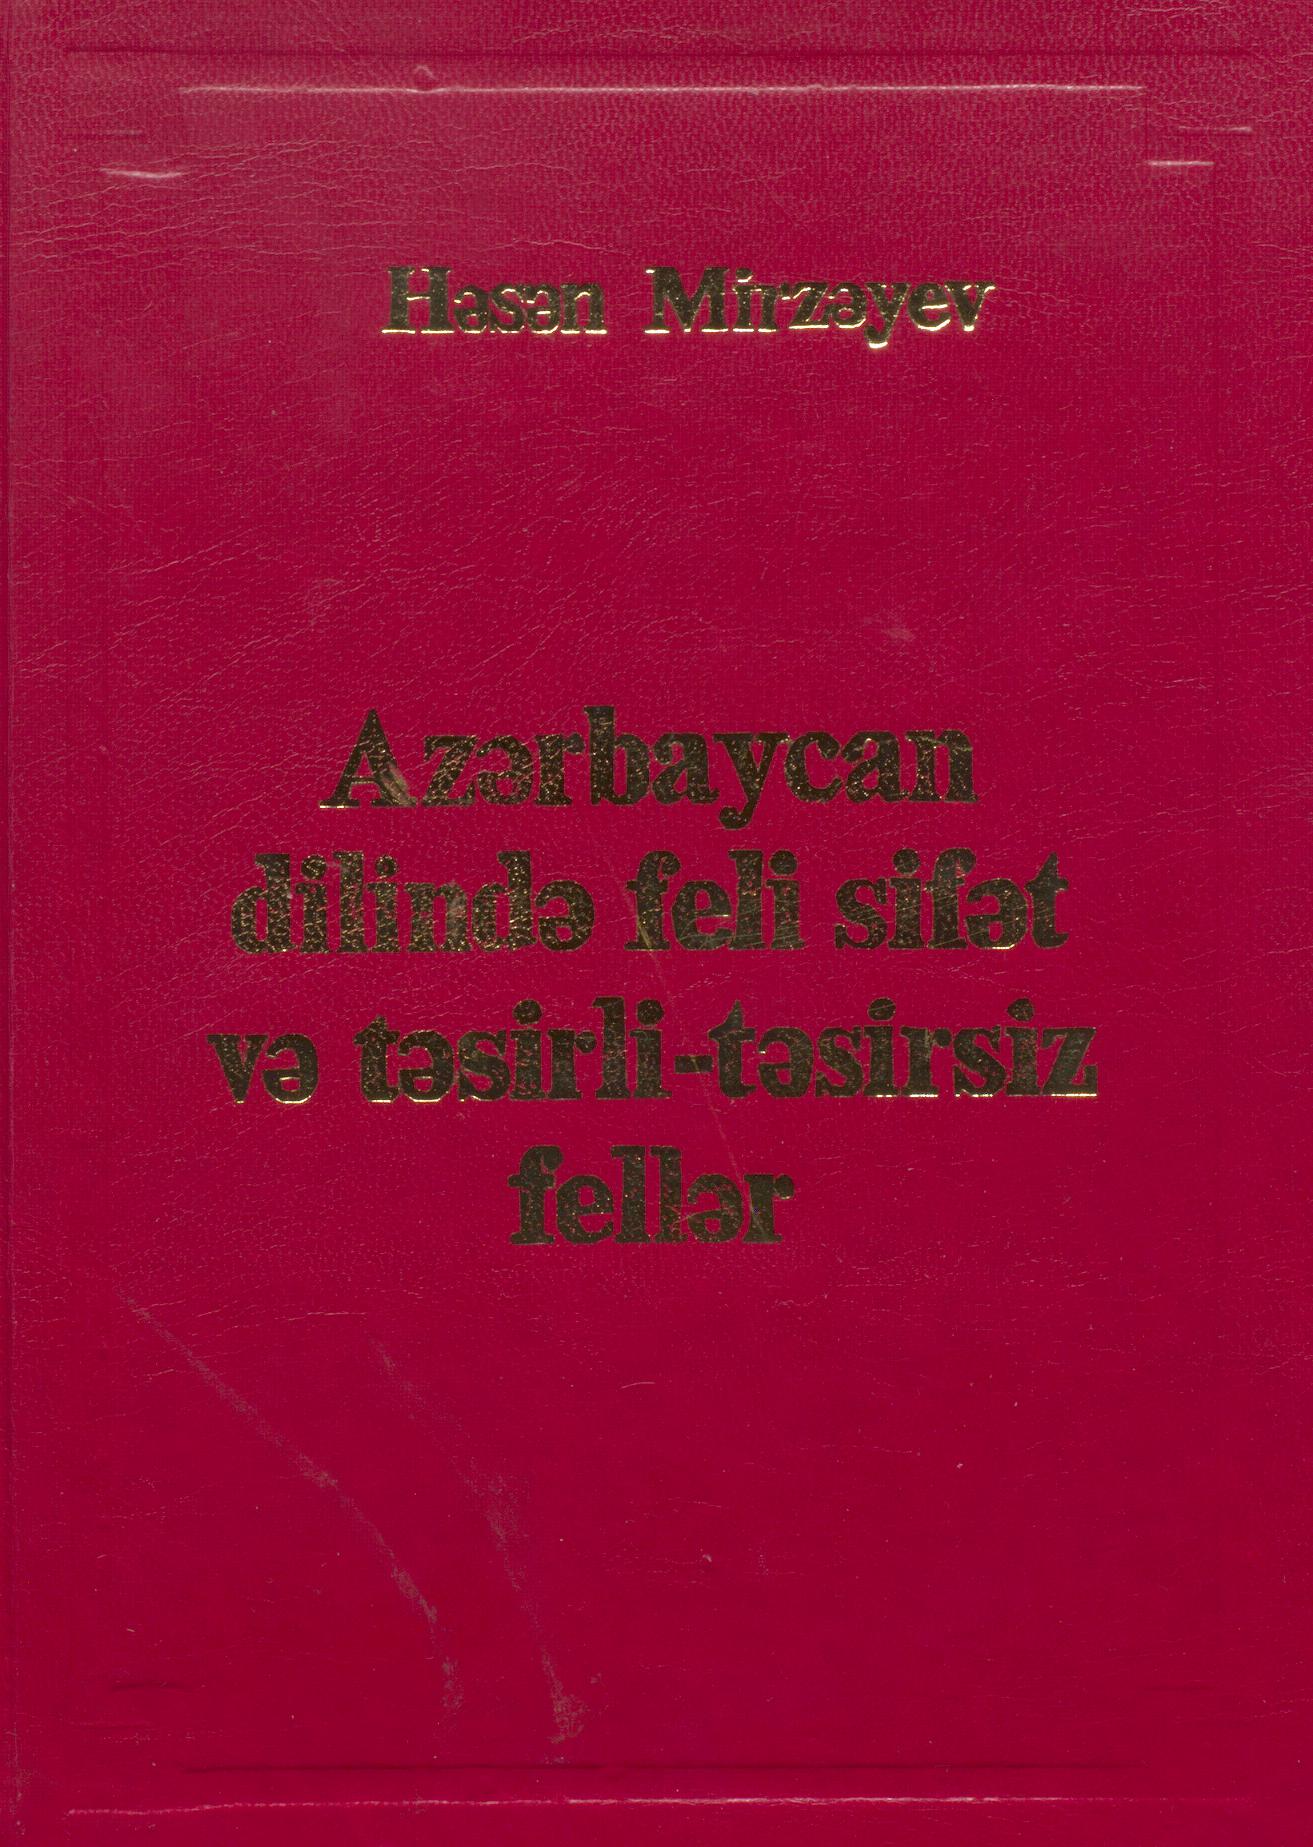 Həsən Mirzəyev
Azərbaycan
dilində feli sifət
və təsirli-təsirsiz
fellər